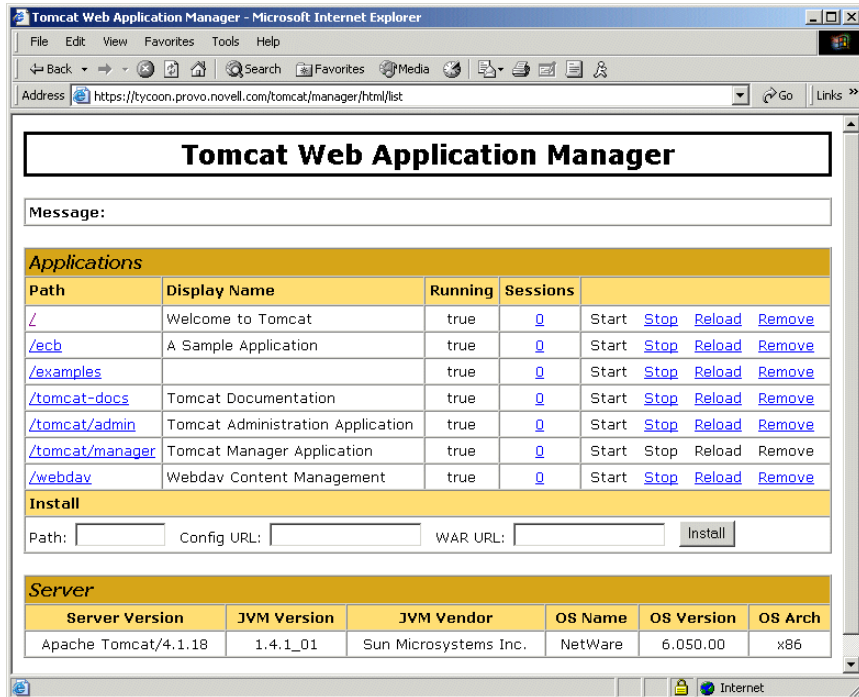 Tomcat Web Application Manager - Microsoft Internet Explorer
File Edit View Favorites Tools Help
Back Search Favorites Media
Address https://tycoon.provo.novell.com/tomcat/manager/html/list Go Links »
Tomcat Web Application Manager
Message:
Applications
Path Display Name Running Sessions
/ Welcome to Tomcat true 0 Start Stop Reload Remove
/ecb A Sample Application true 0 Start Stop Reload Remove
/examples true 0 Start Stop Reload Remove
/tomcat-docs Tomcat Documentation true 0 Start Stop Reload Remove
/tomcat/admin Tomcat Administration Application true 0 Start Stop Reload Remove
/tomcat/manager Tomcat Manager Application true 0 Start Stop Reload Remove
/webdav Webdav Content Management true 0 Start Stop Reload Remove
Install
Path: Config URL: WAR URL: Install
Server
Server Version JVM Version JVM Vendor OS Name OS Version OS Arch
Apache Tomcat/4.1.18 1.4.1_01 Sun Microsystems Inc. NetWare 6.050.00 x86
Internet